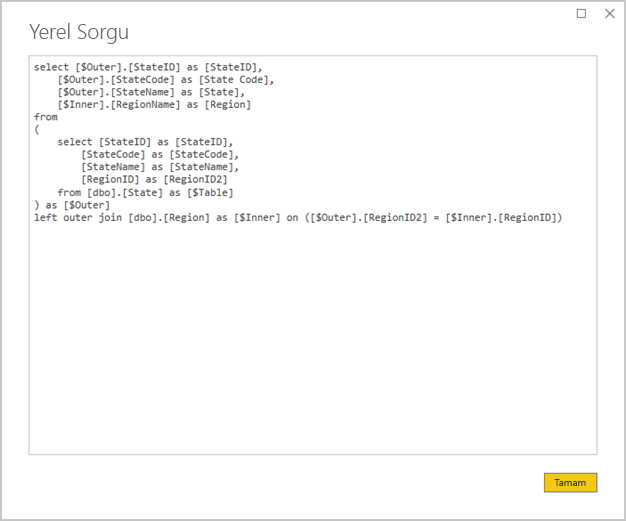 Yerel Sorgu
select [$Outer].[StateID] as [StateID],
    [$Outer].[StateCode] as [State Code],
    [$Outer].[StateName] as [State],
    [$Inner].[RegionName] as [Region]
from
(
    select [StateID] as [StateID],
        [StateCode] as [StateCode],
        [StateName] as [StateName],
        [RegionID] as [RegionID2]
    from [dbo].[State] as [$Table]
) as [$Outer]
left outer join [dbo].[Region] as [$Inner] on ([$Outer].[RegionID2] = [$Inner].[RegionID])
Tamam